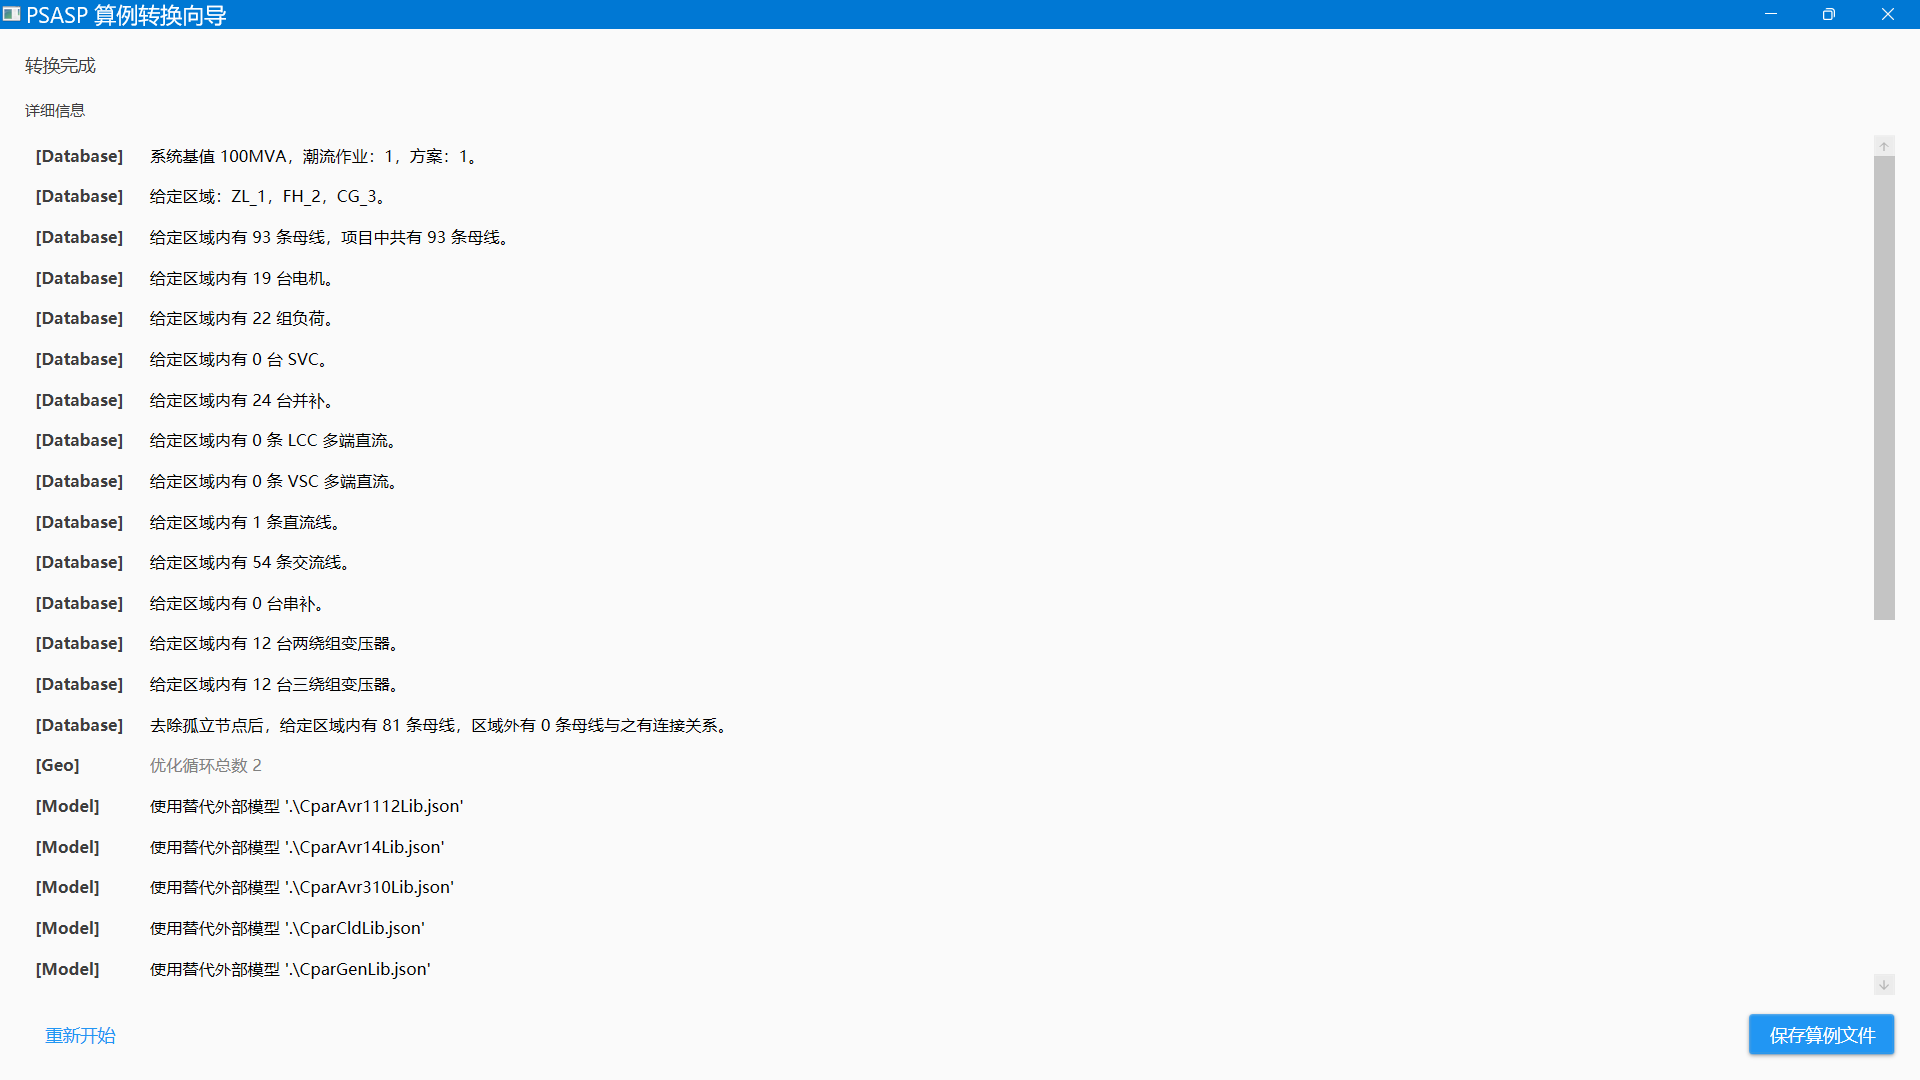 PSASP 算例转换向导
转换完成
详细信息
[Database] 系统基值 100MVA，潮流作业：1，方案：1。
[Database] 给定区域：ZL_1，FH_2，CG_3。
[Database] 给定区域内有 93 条母线，项目中共有 93 条母线。
[Database] 给定区域内有 19 台电机。
[Database] 给定区域内有 22 组负荷。
[Database] 给定区域内有 0 台 SVC。
[Database] 给定区域内有 24 台并补。
[Database] 给定区域内有 0 条 LCC 多端直流。
[Database] 给定区域内有 0 条 VSC 多端直流。
[Database] 给定区域内有 1 条直流线。
[Database] 给定区域内有 54 条交流线。
[Database] 给定区域内有 0 台串补。
[Database] 给定区域内有 12 台两绕组变压器。
[Database] 给定区域内有 12 台三绕组变压器。
[Database] 去除孤立节点后，给定区域内有 81 条母线，区域外有 0 条母线与之有连接关系。
[Geo] 优化循环总数 2
[Model] 使用替代外部模型 '.\CparAvr1112Lib.json'
[Model] 使用替代外部模型 '.\CparAvr14Lib.json'
[Model] 使用替代外部模型 '.\CparAvr310Lib.json'
[Model] 使用替代外部模型 '.\CparCldLib.json'
[Model] 使用替代外部模型 '.\CparGenLib.json'
重新开始
保存算例文件